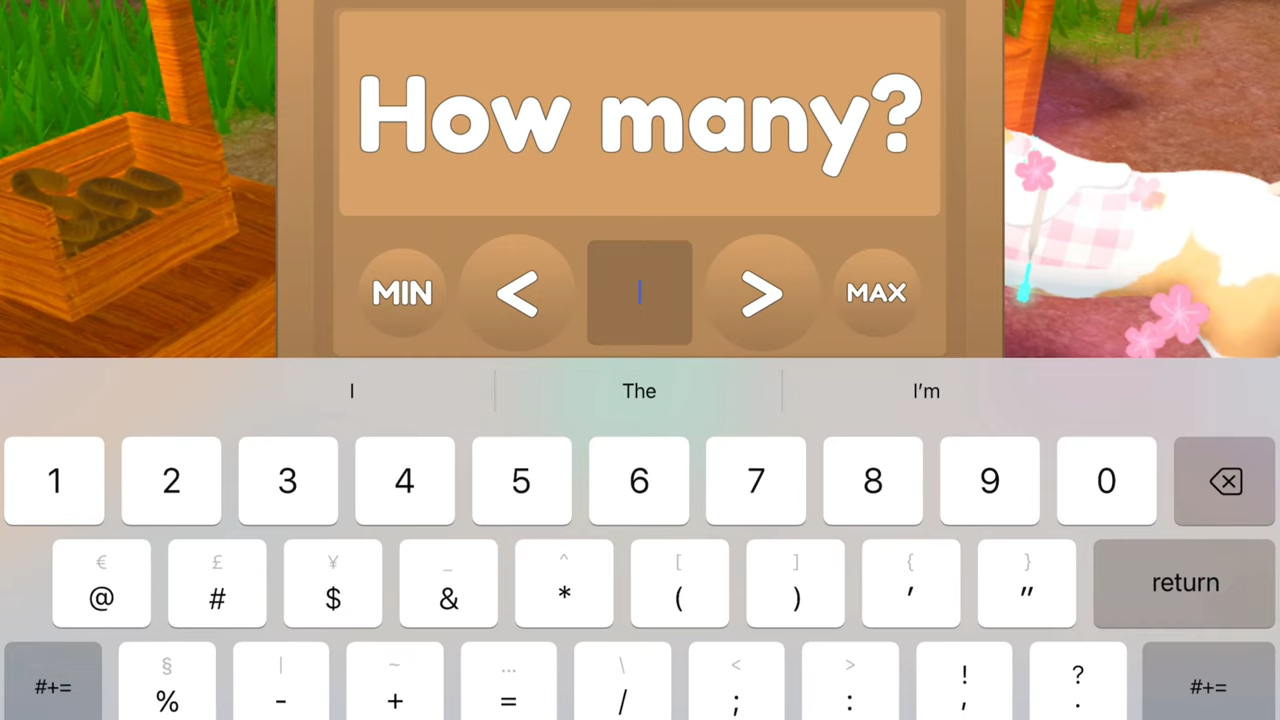 How many?
MIN < > MAX
I The I'm
1 2 3 4 5 6 7 8 9 0
€ £ ¥ _ ^ [ ] { }
@ # $ & * ( ) ' " return
§ | ~ … \ < > ! ?
#+= % - + = / ; : , . #+=